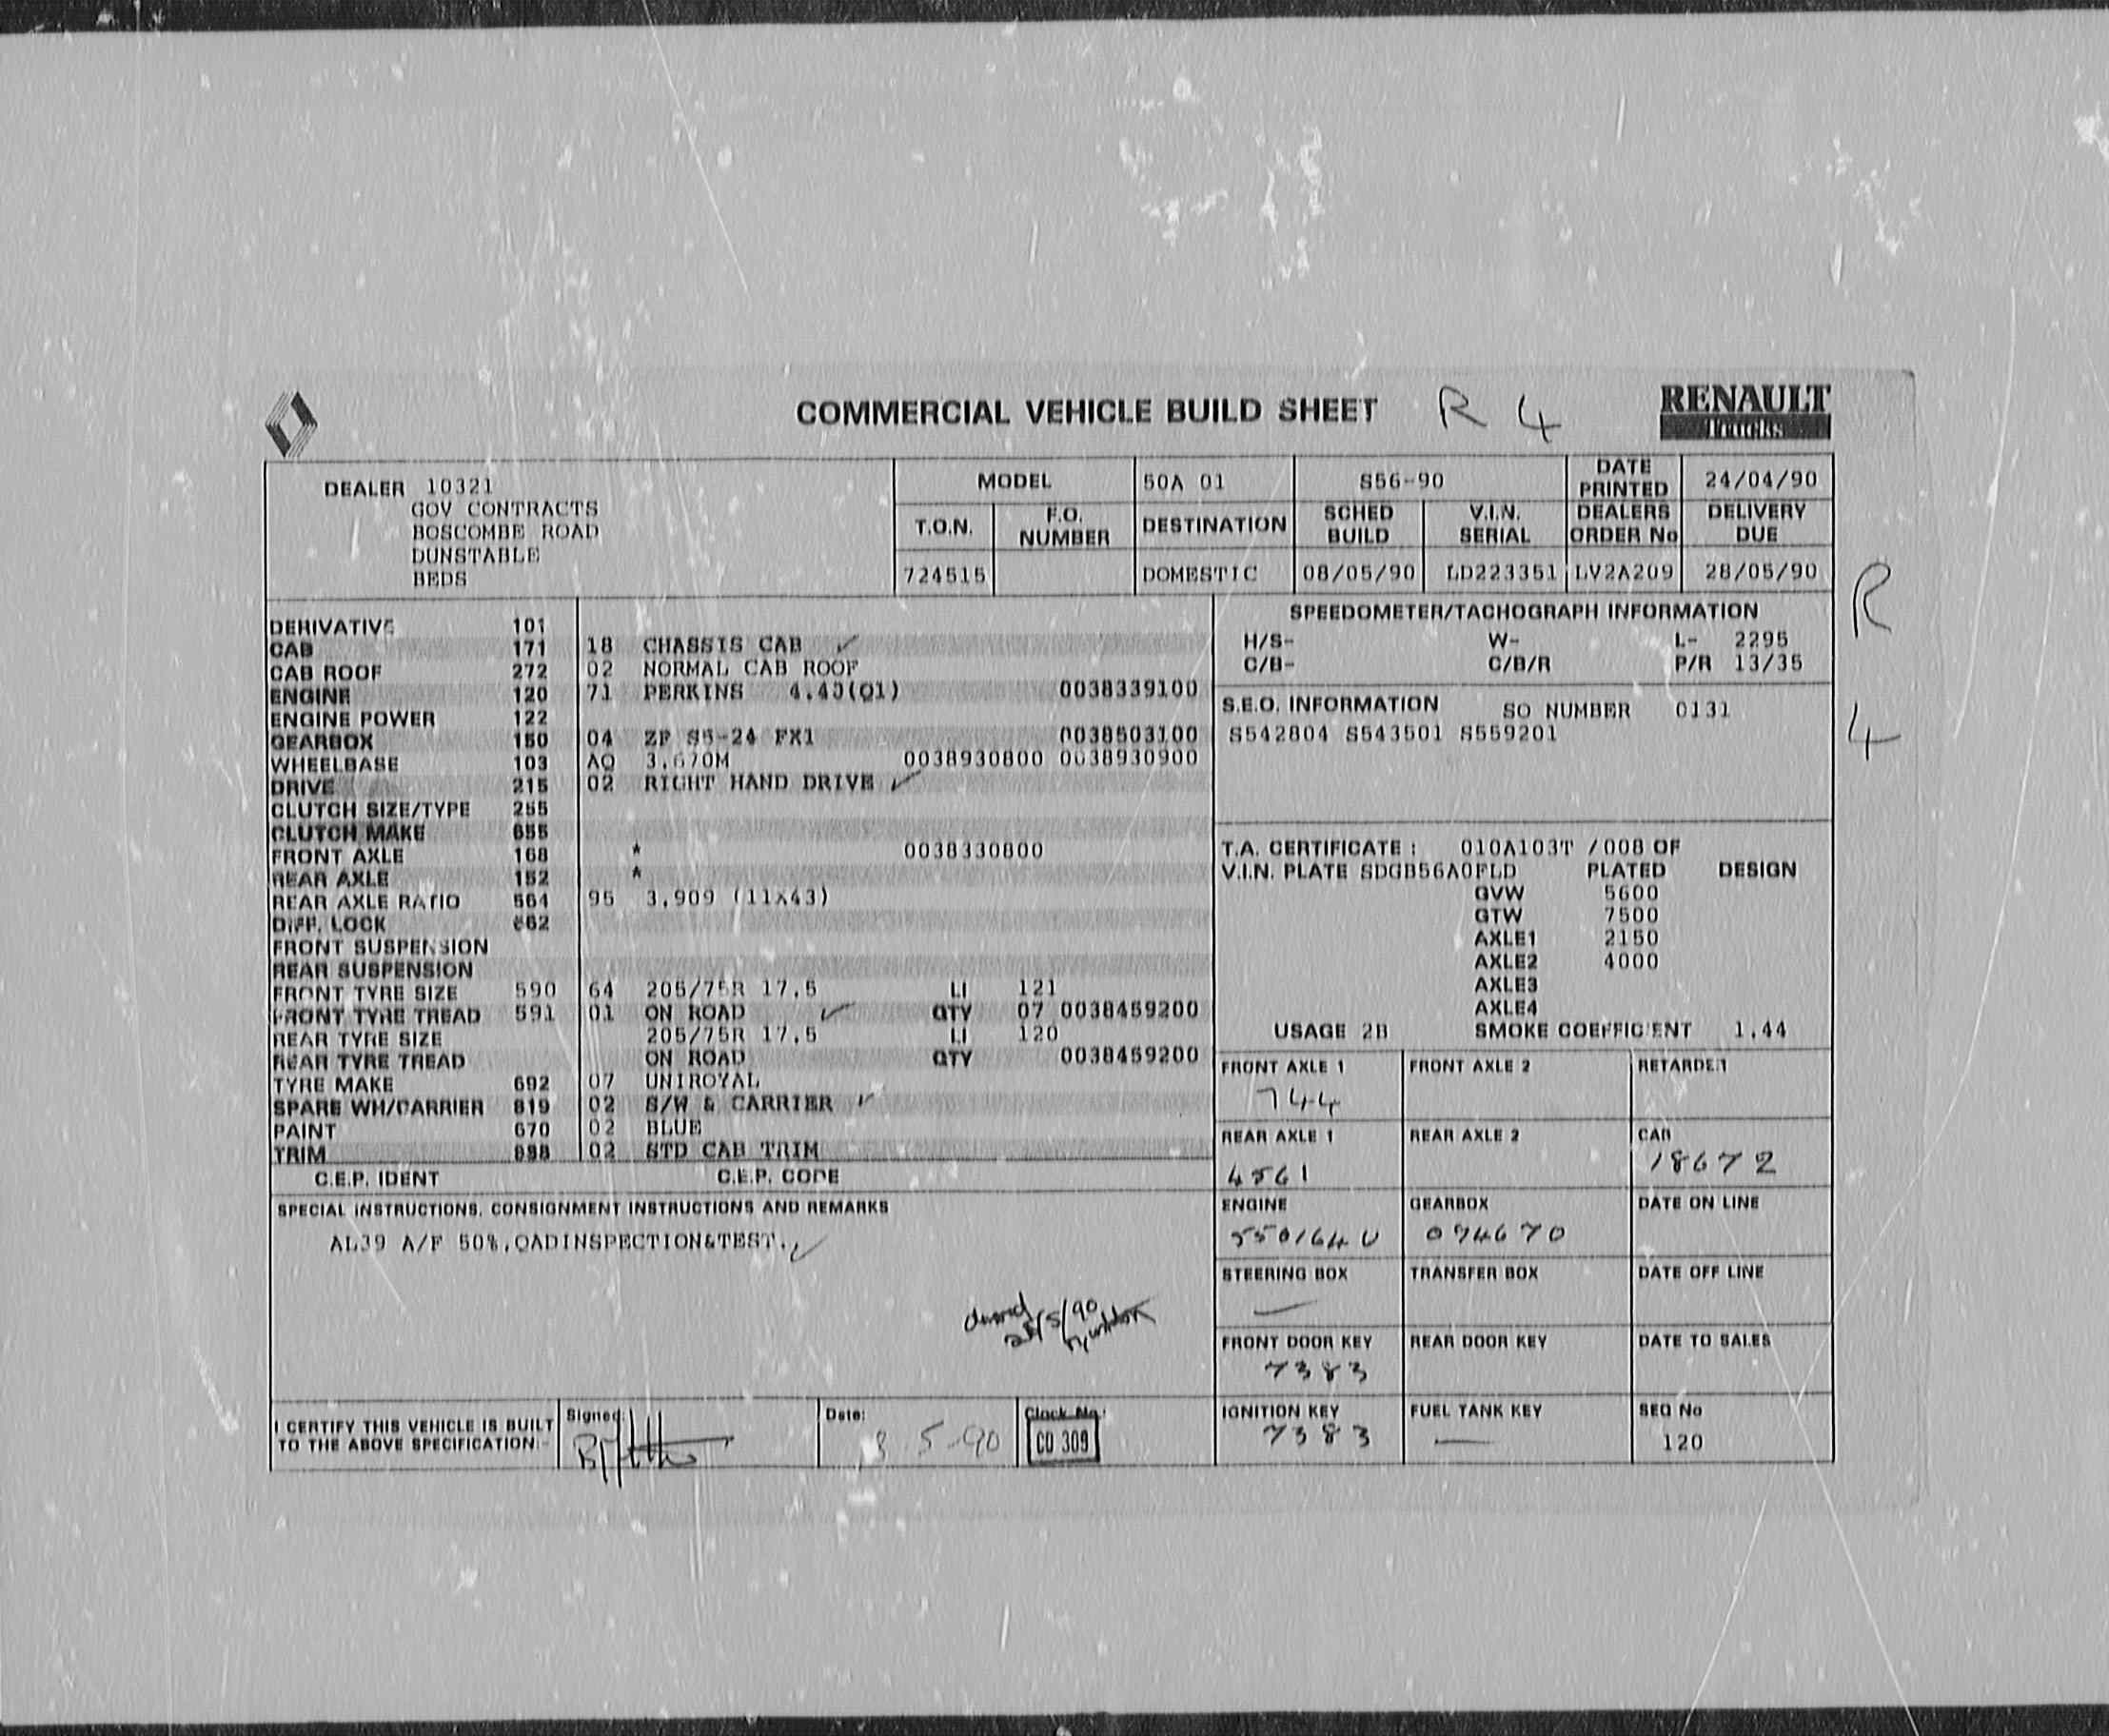 COMMERCIAL VEHICLE BUILD SHEET R 4
RENAULT
Trucks
DEALER 10321
GOV CONTRACTS
BOSCOMBE ROAD
DUNSTABLE
BEDS
MODEL 50A 01 S56-90 DATE PRINTED 24/04/90
T.O.N. F.O. NUMBER DESTINATION SCHED BUILD V.I.N. SERIAL DEALERS ORDER No DELIVERY DUE
724515 DOMESTIC 08/05/90 LD223351 LV2A209 28/05/90
R
4
DERIVATIVE 101
CAB 171 18 CHASSIS CAB ✓
CAB ROOF 272 02 NORMAL CAB ROOF
ENGINE 120 71 PERKINS 4.40(Q1) 0038339100
ENGINE POWER 122
GEARBOX 150 04 ZF S5-24 FX1 0038503100
WHEELBASE 103 AQ 3.670M 0038930800 0038930900
DRIVE 215 02 RIGHT HAND DRIVE ✓
CLUTCH SIZE/TYPE 255
CLUTCH MAKE 655
FRONT AXLE 168 * 0038330800
REAR AXLE 152 *
REAR AXLE RATIO 564 95 3.909 (11x43)
DIFF. LOCK 662
FRONT SUSPENSION
REAR SUSPENSION
FRONT TYRE SIZE 590 64 205/75R 17.5 LI 121
FRONT TYRE TREAD 591 01 ON ROAD ✓ QTY 07 0038459200
REAR TYRE SIZE 205/75R 17.5 LI 120
REAR TYRE TREAD ON ROAD QTY 0038459200
TYRE MAKE 692 07 UNIROYAL
SPARE WH/CARRIER 819 02 S/W & CARRIER ✓
PAINT 670 02 BLUE
TRIM 898 02 STD CAB TRIM
C.E.P. IDENT C.E.P. CODE
SPECIAL INSTRUCTIONS, CONSIGNMENT INSTRUCTIONS AND REMARKS
AL39 A/F 50%,QADINSPECTION&TEST. ✓
/5/90
I CERTIFY THIS VEHICLE IS BUILT
TO THE ABOVE SPECIFICATION:-
Signed:
Date: 8 5-90
Clock No.:
CO 309
SPEEDOMETER/TACHOGRAPH INFORMATION
H/S- W- L- 2295
C/B- C/B/R P/R 13/35
S.E.O. INFORMATION SO NUMBER 0131
S542804 S543501 S559201
T.A. CERTIFICATE : 010A103T /008 OF
V.I.N. PLATE SDGB56A0FLD PLATED DESIGN
GVW 5600
GTW 7500
AXLE1 2150
AXLE2 4000
AXLE3
AXLE4
USAGE 2B SMOKE COEFFICIENT 1.44
FRONT AXLE 1 FRONT AXLE 2 RETARDER
744
REAR AXLE 1 REAR AXLE 2 CAB
4561 18672
ENGINE GEARBOX DATE ON LINE
550164U 074670
STEERING BOX TRANSFER BOX DATE OFF LINE
—
FRONT DOOR KEY REAR DOOR KEY DATE TO SALES
7383
IGNITION KEY FUEL TANK KEY SEQ No
7383 — 120